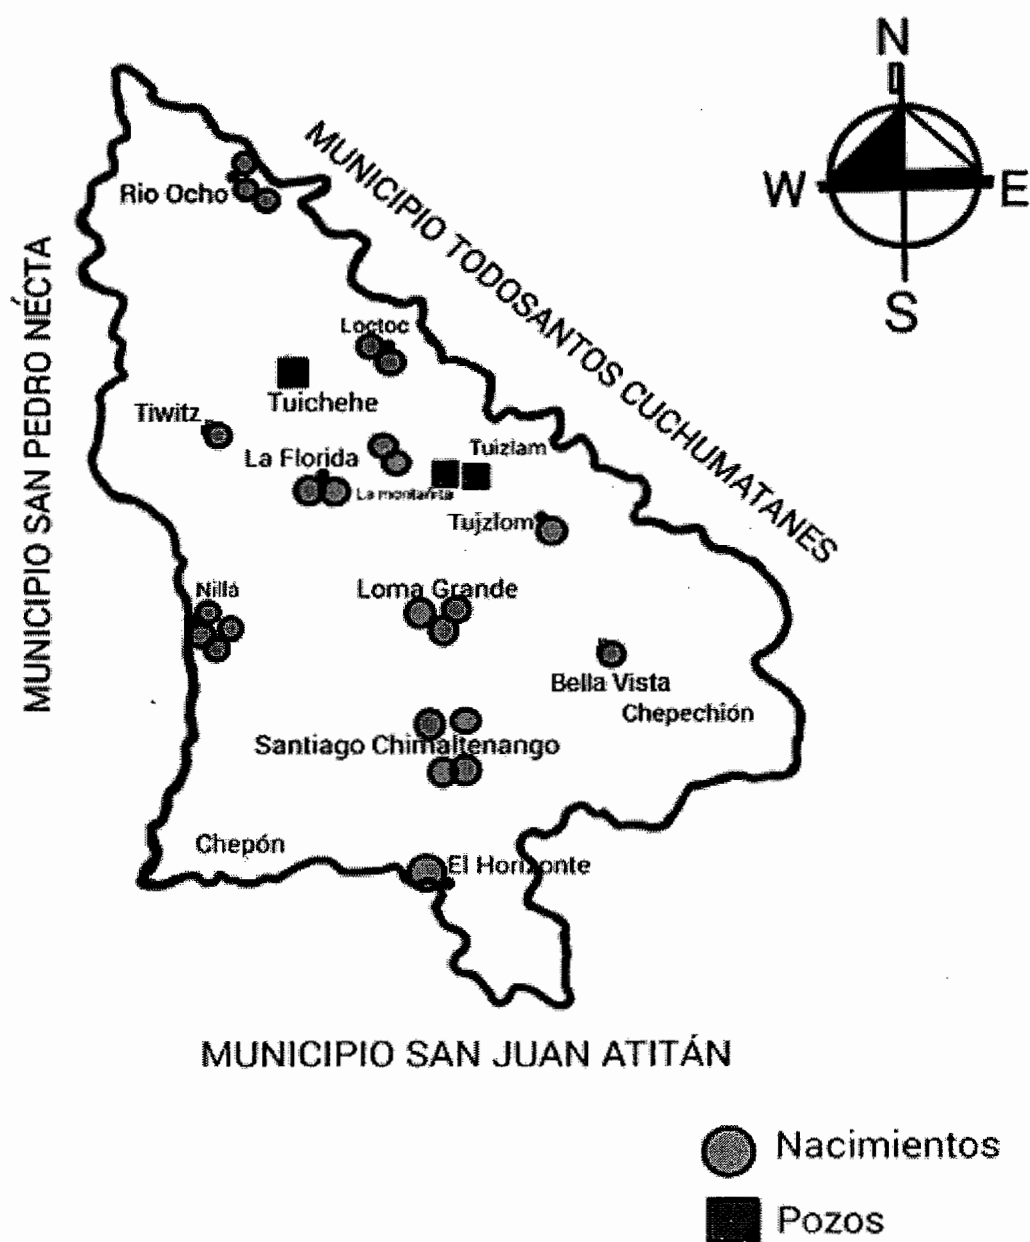 N
W E
S
MUNICIPIO TODOSANTOS CUCHUMATANES
MUNICIPIO SAN PEDRO NÉCTA
Rio Ocho
Loctoc
Tuichehe
Tiwitz
La Florida
Tuizlam
La montañita
Tujzlom
Nillá
Loma Grande
Bella Vista
Chepechión
Santiago Chimaltenango
Chepón
El Horizonte
MUNICIPIO SAN JUAN ATITÁN
Nacimientos
Pozos